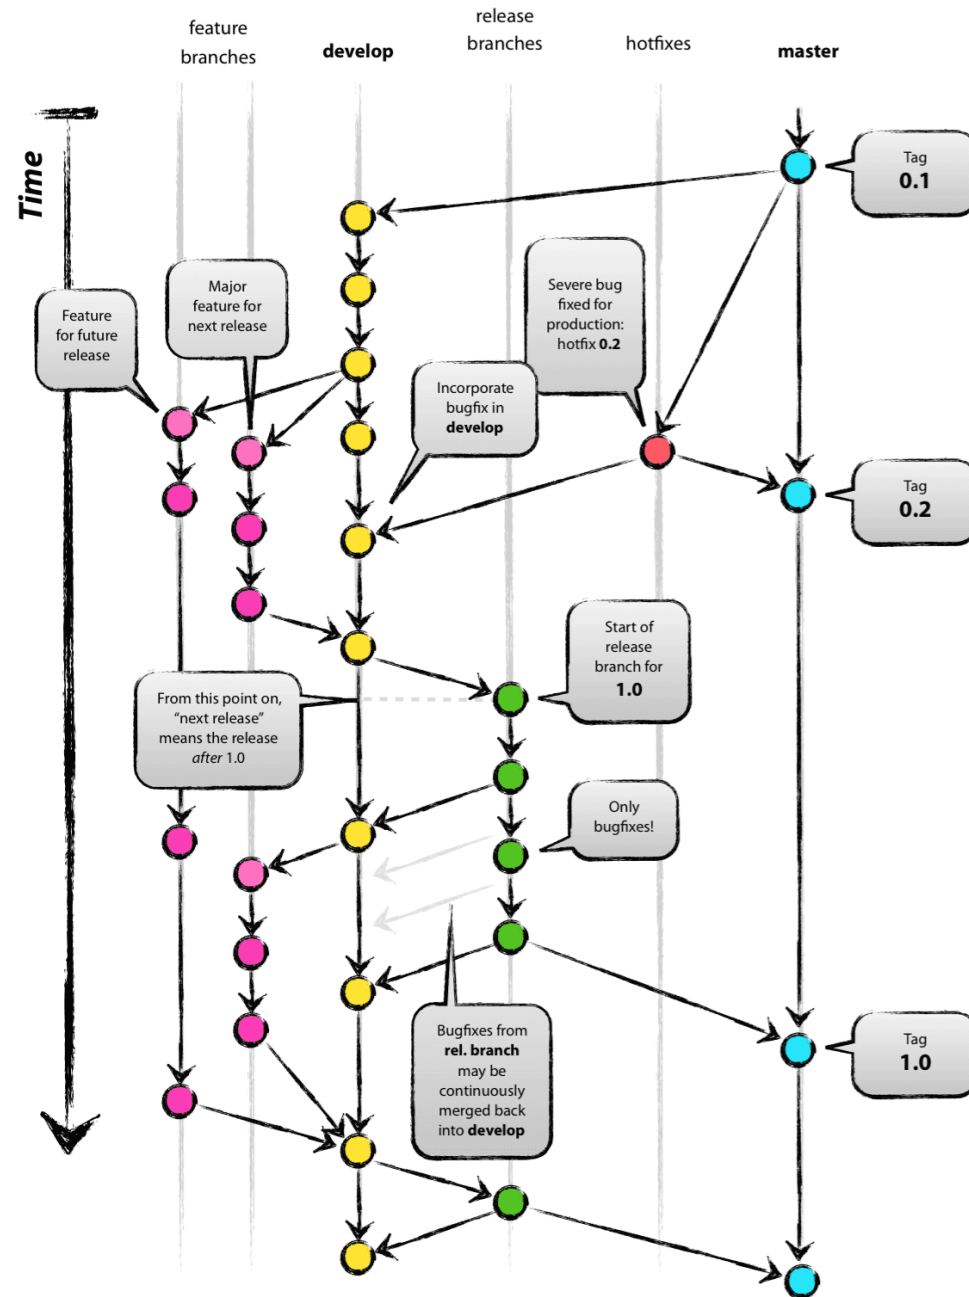 feature
branches
develop
release
branches
hotfixes
master
Time
Tag
0.1
Major
feature for
next release
Severe bug
fixed for
production:
hotfix 0.2
Feature
for future
release
Incorporate
bugfix in
develop
Tag
0.2
Start of
release
branch for
1.0
From this point on,
“next release”
means the release
after 1.0
Only
bugfixes!
Bugfixes from
rel. branch
may be
continuously
merged back
into develop
Tag
1.0